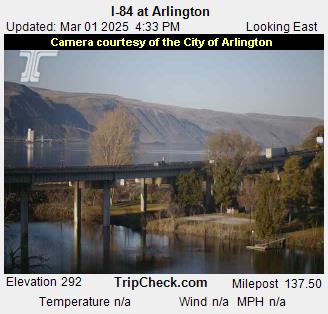 I-84 at Arlington
Updated: Mar 01 2025 4:33 PM Looking East
Camera courtesy of the City of Arlington
Elevation 292 TripCheck.com Milepost 137.50
Temperature n/a Wind n/a MPH n/a